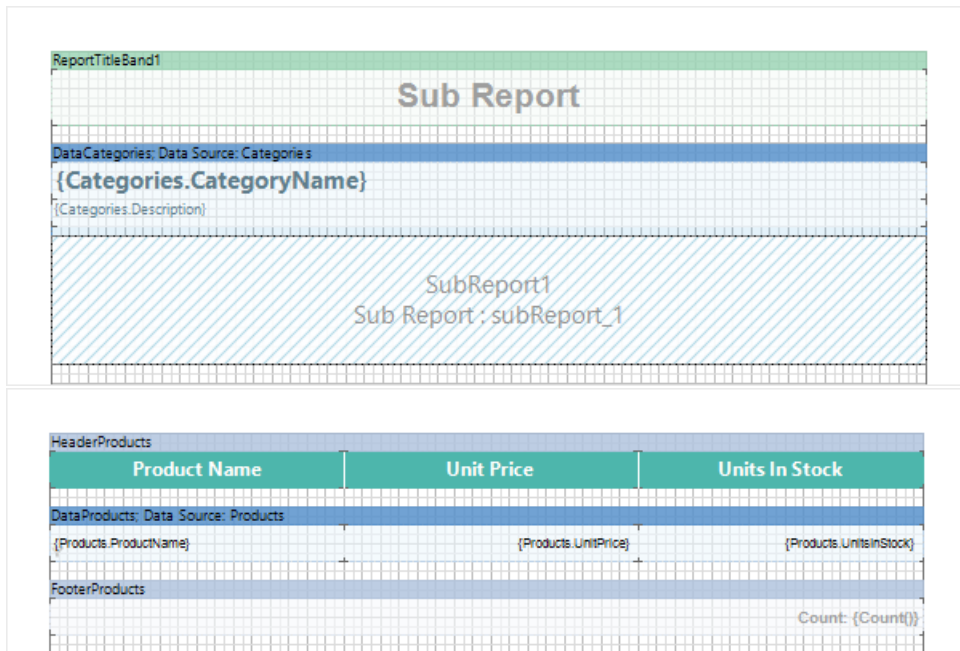 ReportTitleBand1
Sub Report
DataCategories; Data Source: Categories
{Categories.CategoryName}
{Categories.Description}
SubReport1
Sub Report : subReport_1
HeaderProducts
Product Name Unit Price Units In Stock
DataProducts; Data Source: Products
{Products.ProductName} {Products.UnitPrice} {Products.UnitsInStock}
FooterProducts
Count: {Count()}